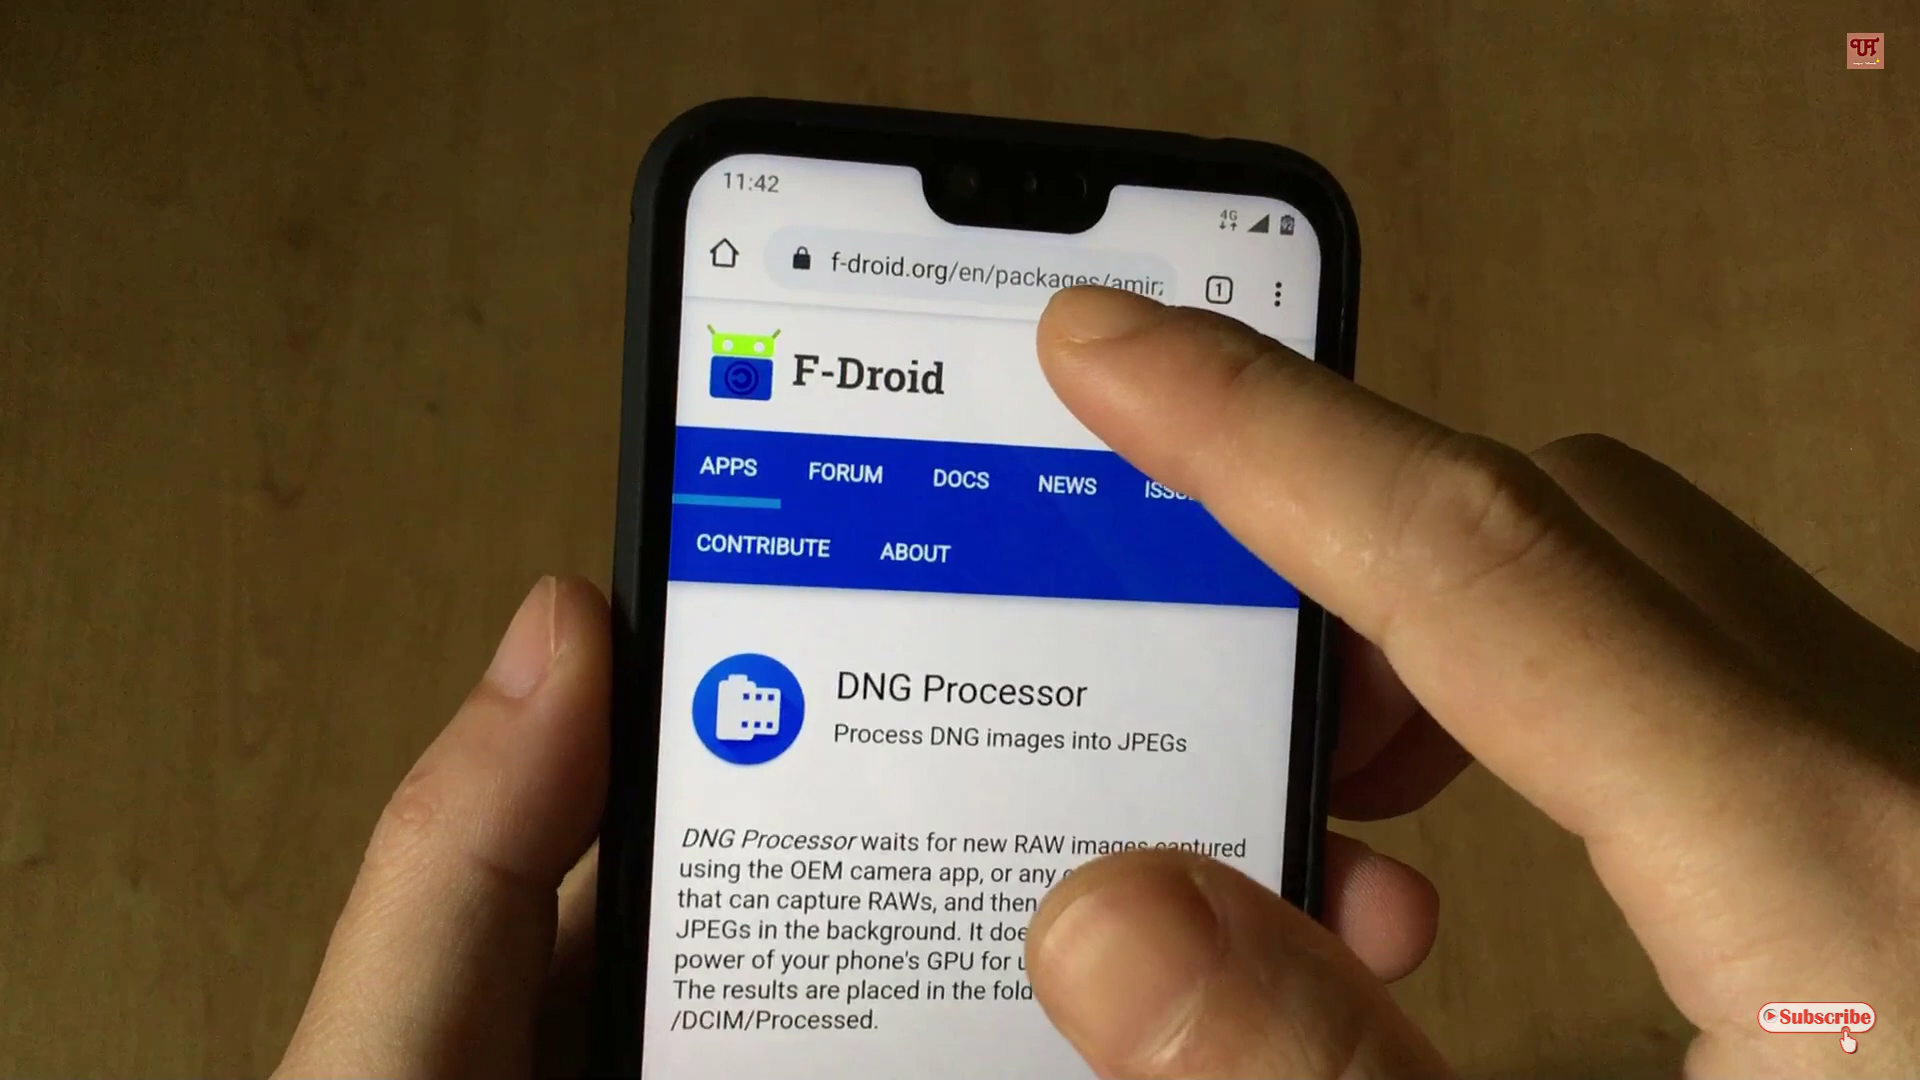 11:42
4G
f-droid.org/en/packages/amir
1
F-Droid
APPS FORUM DOCS NEWS
CONTRIBUTE ABOUT
DNG Processor
Process DNG images into JPEGs
DNG Processor waits for new RAW images captured
using the OEM camera app, or any
that can capture RAWs, and then
JPEGs in the background. It
power of your phone's GPU for
The results are placed in the
/DCIM/Processed.
Subscribe